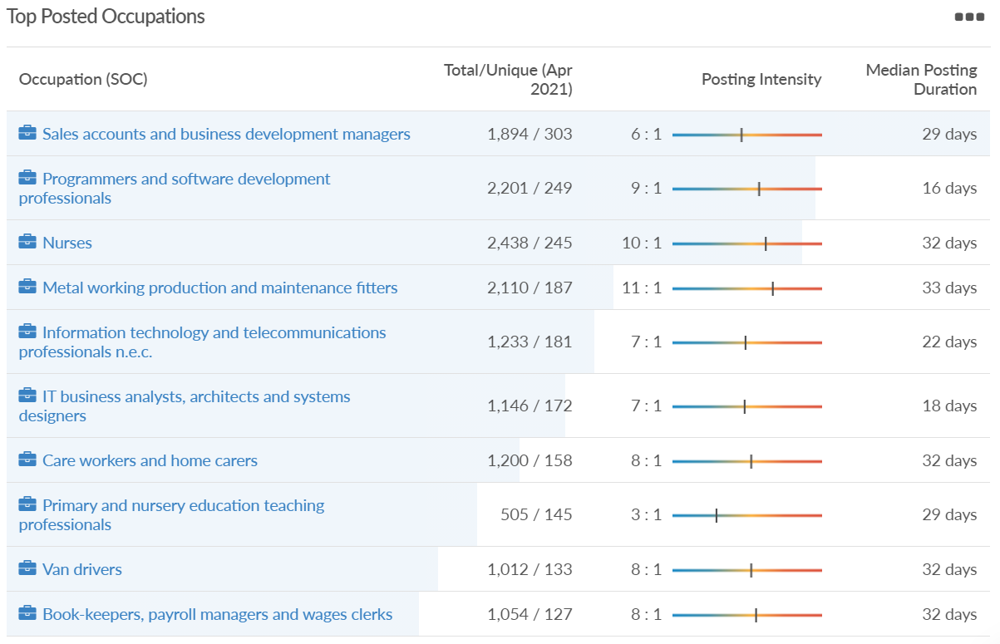 Top Posted Occupations
Occupation (SOC)
Total/Unique (Apr
2021)
Posting Intensity
Median Posting
Duration
Sales accounts and business development managers 1,894 / 303 6 : 1 29 days
Programmers and software development
professionals
2,201 / 249 9 : 1 16 days
Nurses 2,438 / 245 10 : 1 32 days
Metal working production and maintenance fitters 2,110 / 187 11 : 1 33 days
Information technology and telecommunications
professionals n.e.c.
1,233 / 181 7 : 1 22 days
IT business analysts, architects and systems
designers
1,146 / 172 7 : 1 18 days
Care workers and home carers 1,200 / 158 8 : 1 32 days
Primary and nursery education teaching
professionals
505 / 145 3 : 1 29 days
Van drivers 1,012 / 133 8 : 1 32 days
Book-keepers, payroll managers and wages clerks 1,054 / 127 8 : 1 32 days